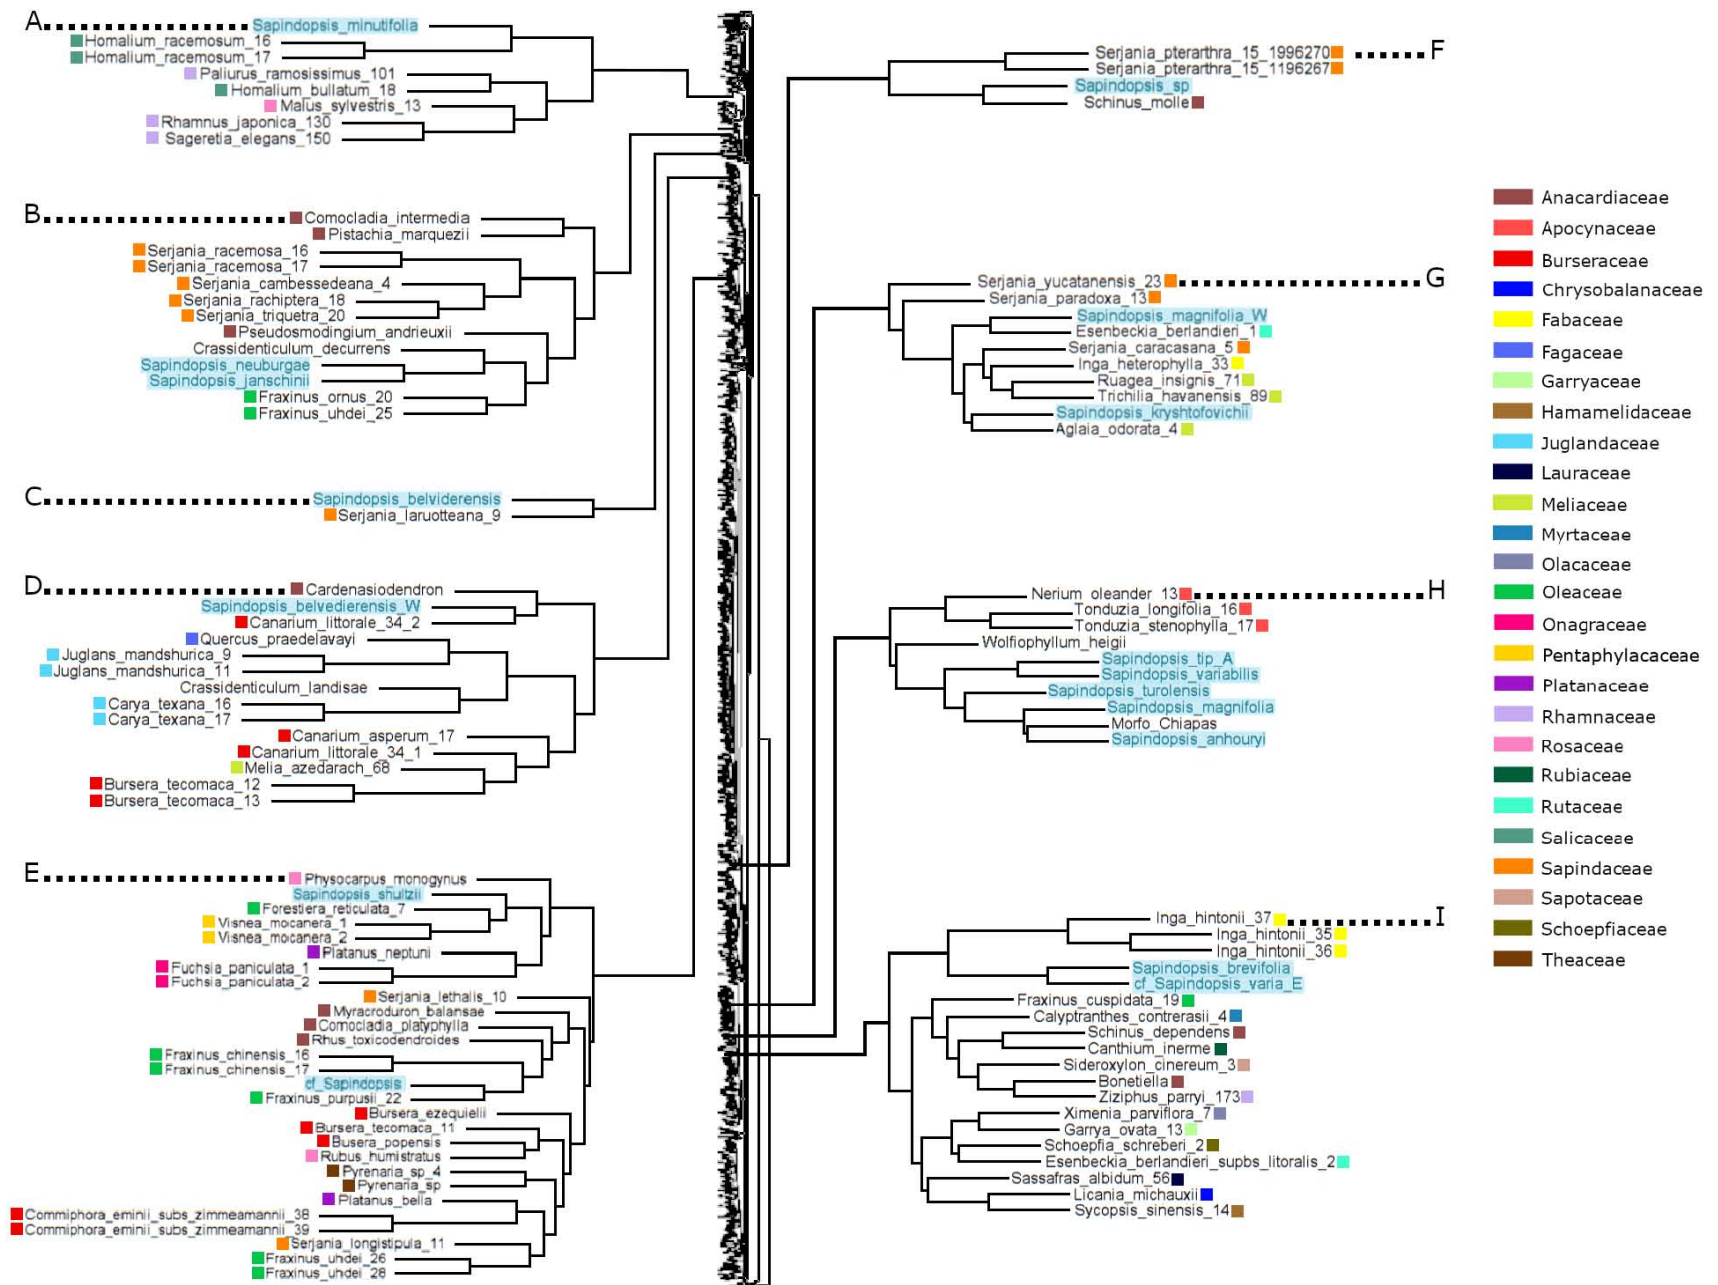 A
Sapindopsis_minutifolia
Homalium_racemosum_16
Homalium_racemosum_17
Paliurus_ramosissimus_101
Homalium_bullatum_18
Malus_sylvestris_13
Rhamnus_japonica_130
Sageretia_elegans_150
B
Comocladia_intermedia
Pistachia_marquezii
Serjania_racemosa_16
Serjania_racemosa_17
Serjania_cambessedeana_4
Serjania_rachiptera_18
Serjania_triquetra_20
Pseudosmodingium_andrieuxii
Crassidenticulum_decurrens
Sapindopsis_neuburgae
Sapindopsis_janschinii
Fraxinus_ornus_20
Fraxinus_uhdei_25
C
Sapindopsis_belviderensis
Serjania_laruotteana_9
D
Cardenasiodendron
Sapindopsis_belvedierensis_W
Canarium_littorale_34_2
Quercus_praedelavayi
Juglans_mandshurica_9
Juglans_mandshurica_11
Crassidenticulum_landisae
Carya_texana_16
Carya_texana_17
Canarium_asperum_17
Canarium_littorale_34_1
Melia_azedarach_68
Bursera_tecomaca_12
Bursera_tecomaca_13
E
Physocarpus_monogynus
Sapindopsis_shultzii
Forestiera_reticulata_7
Visnea_mocanera_1
Visnea_mocanera_2
Platanus_neptuni
Fuchsia_paniculata_1
Fuchsia_paniculata_2
Serjania_lethalis_10
Myracroduron_balansae
Comocladia_platyphylla
Rhus_toxicodendroides
Fraxinus_chinensis_16
Fraxinus_chinensis_17
cf_Sapindopsis
Fraxinus_purpusii_22
Bursera_ezequielii
Bursera_tecomaca_11
Busera_popensis
Rubus_humistratus
Pyrenaria_sp_4
Pyrenaria_sp
Platanus_bella
Commiphora_eminii_subs_zimmeamannii_38
Commiphora_eminii_subs_zimmeamannii_39
Serjania_longistipula_11
Fraxinus_uhdei_26
Fraxinus_uhdei_28
Serjania_pterarthra_15_1996270
F
Serjania_pterarthra_15_1196267
Sapindopsis_sp
Schinus_molle
Serjania_yucatanensis_23
G
Serjania_paradoxa_13
Sapindopsis_magnifolia_W
Esenbeckia_berlandieri_1
Serjania_caracasana_5
Inga_heterophylla_33
Ruagea_insignis_71
Trichilia_havanensis_89
Sapindopsis_kryshtofovichii
Aglaia_odorata_4
Nerium_oleander_13
H
Tonduzia_longifolia_16
Tonduzia_stenophylla_17
Wolfiophyllum_heigii
Sapindopsis_tip_A
Sapindopsis_variabilis
Sapindopsis_turolensis
Sapindopsis_magnifolia
Morfo_Chiapas
Sapindopsis_anhouryi
Inga_hintonii_37
I
Inga_hintonii_35
Inga_hintonii_36
Sapindopsis_brevifolia
cf_Sapindopsis_varia_E
Fraxinus_cuspidata_19
Calyptranthes_contrerasii_4
Schinus_dependens
Canthium_inerme
Sideroxylon_cinereum_3
Bonetiella
Ziziphus_parryi_173
Ximenia_parviflora_7
Garrya_ovata_13
Schoepfia_schreberi_2
Esenbeckia_berlandieri_supbs_litoralis_2
Sassafras_albidum_56
Licania_michauxii
Sycopsis_sinensis_14
Anacardiaceae
Apocynaceae
Burseraceae
Chrysobalanaceae
Fabaceae
Fagaceae
Garryaceae
Hamamelidaceae
Juglandaceae
Lauraceae
Meliaceae
Myrtaceae
Olacaceae
Oleaceae
Onagraceae
Pentaphylacaceae
Platanaceae
Rhamnaceae
Rosaceae
Rubiaceae
Rutaceae
Salicaceae
Sapindaceae
Sapotaceae
Schoepfiaceae
Theaceae